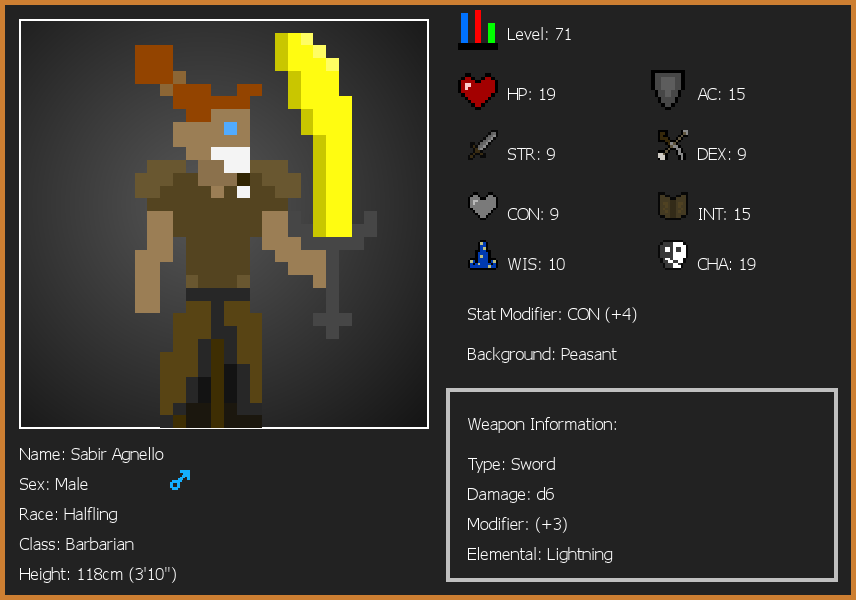 Level: 71
HP: 19
AC: 15
STR: 9
DEX: 9
CON: 9
INT: 15
WIS: 10
CHA: 19
Stat Modifier: CON (+4)
Background: Peasant
Name: Sabir Agnello
Sex: Male
Race: Halfling
Class: Barbarian
Height: 118cm (3'10")
Weapon Information:
Type: Sword
Damage: d6
Modifier: (+3)
Elemental: Lightning